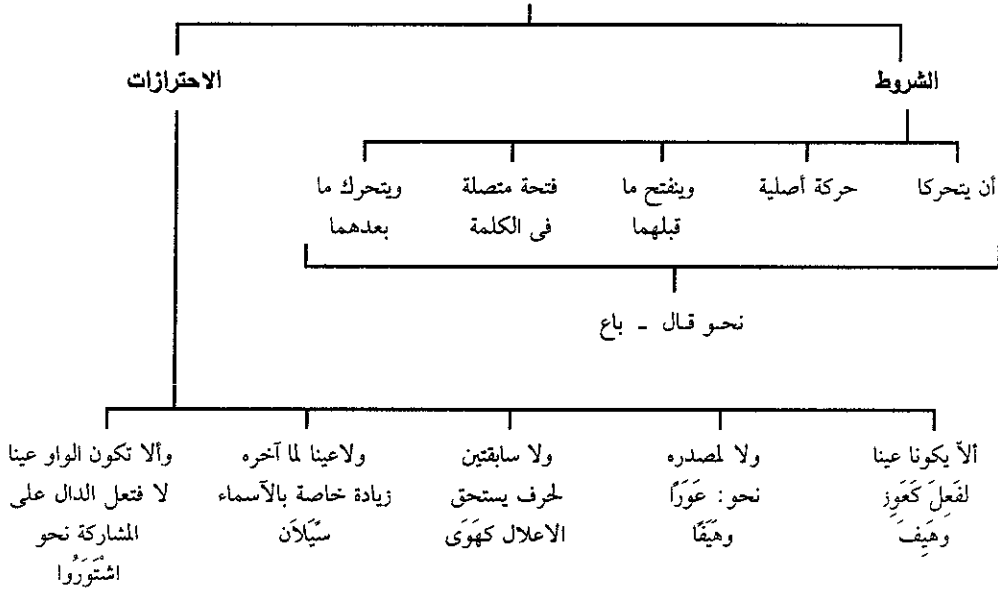 الشروط
الاحترازات
أن يتحركا
حركة أصلية
وينفتح ما
قبلهما
فتحة متصلة
فى الكلمة
ويتحرك ما
بعدهما
نحو قال - باع
ألاّ يكونا عينا
لفَعِلَ كَعَوِز
وهَيِفَ
ولا لمصدره
نحو: عَوَرًا
وهَيَفًا
ولا سابقتين
لحرف يستحق
الاعلال كهَوَى
ولاعينا لما آخره
زيادة خاصة بالآسماء
سَّيَلاَن
وألا تكون الواو عينا
لا فتعل الدال على
المشاركة نحو
اشْتَوَرُوا